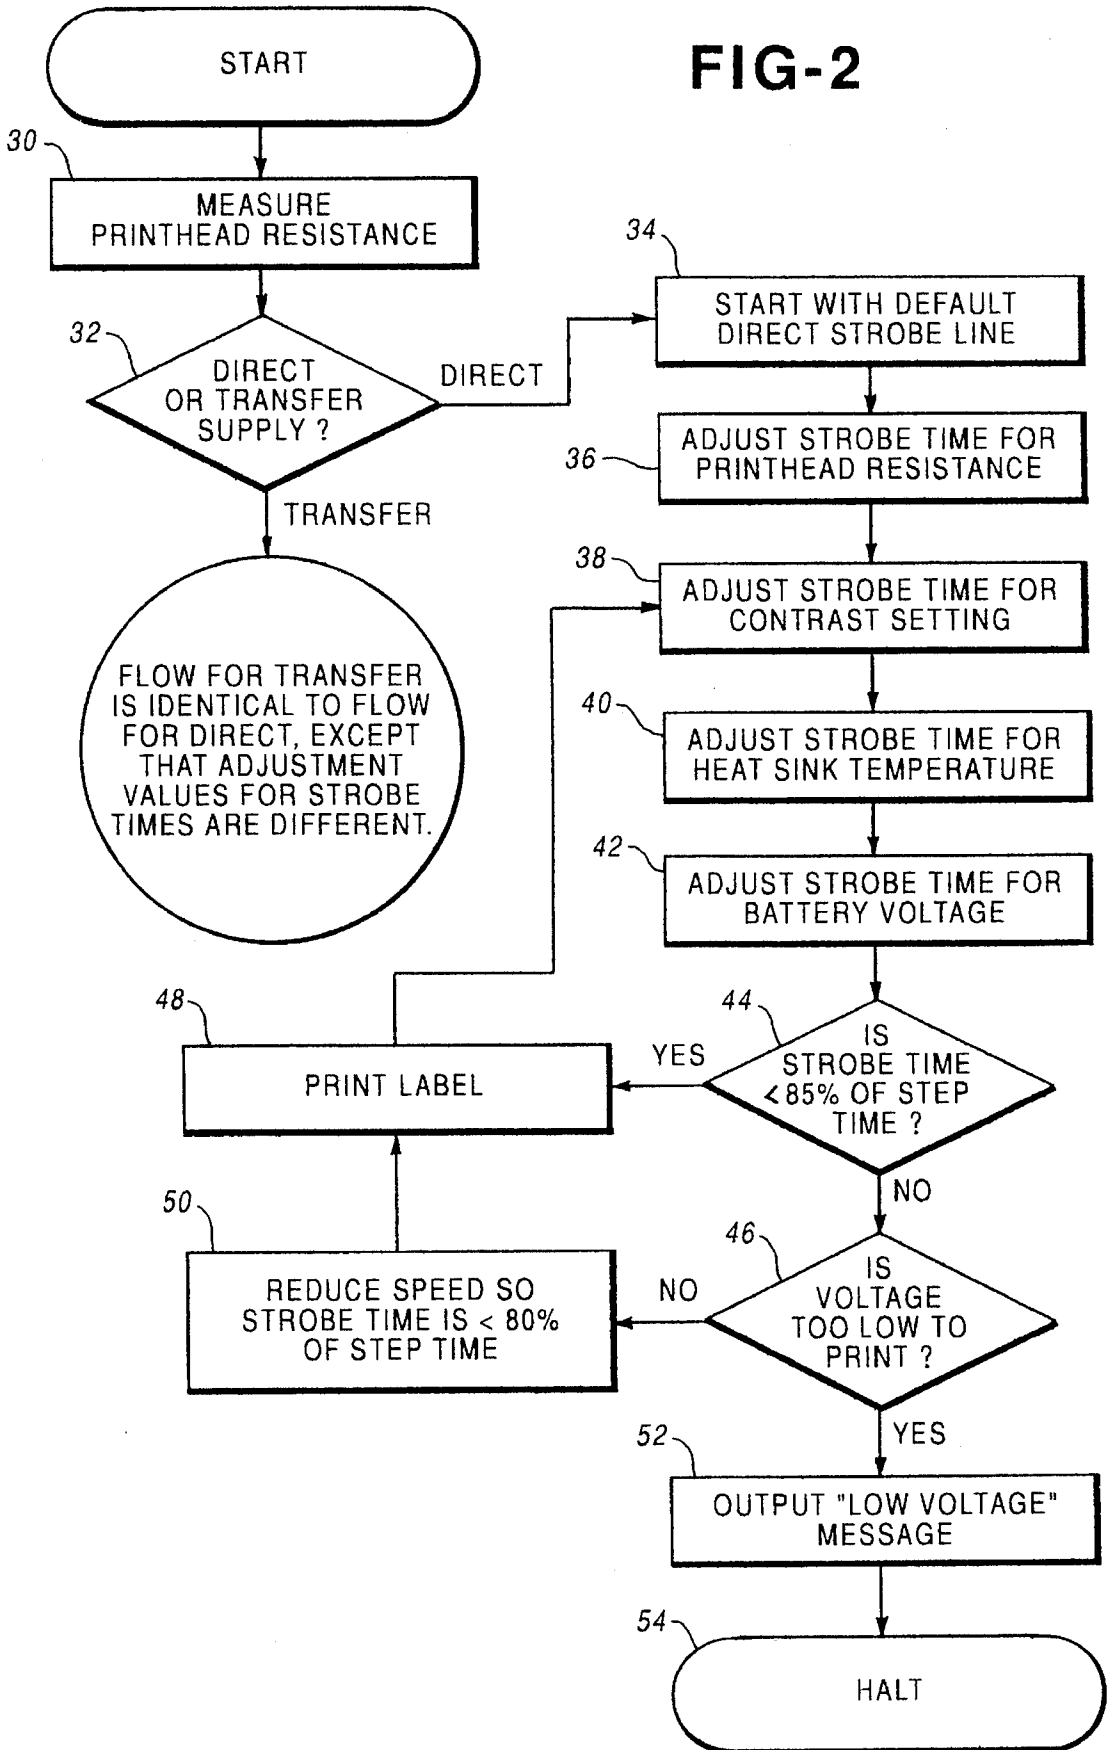 FIG-2
START
30
MEASURE
PRINTHEAD RESISTANCE
32
DIRECT
OR TRANSFER
SUPPLY ?
DIRECT
TRANSFER
FLOW FOR TRANSFER
IS IDENTICAL TO FLOW
FOR DIRECT, EXCEPT
THAT ADJUSTMENT
VALUES FOR STROBE
TIMES ARE DIFFERENT.
34
START WITH DEFAULT
DIRECT STROBE LINE
36
ADJUST STROBE TIME FOR
PRINTHEAD RESISTANCE
38
ADJUST STROBE TIME FOR
CONTRAST SETTING
40
ADJUST STROBE TIME FOR
HEAT SINK TEMPERATURE
42
ADJUST STROBE TIME FOR
BATTERY VOLTAGE
44
IS
STROBE TIME
<85% OF STEP
TIME ?
YES
48
PRINT LABEL
NO
46
IS
VOLTAGE
TOO LOW TO
PRINT ?
NO
50
REDUCE SPEED SO
STROBE TIME IS < 80%
OF STEP TIME
YES
52
OUTPUT "LOW VOLTAGE"
MESSAGE
54
HALT